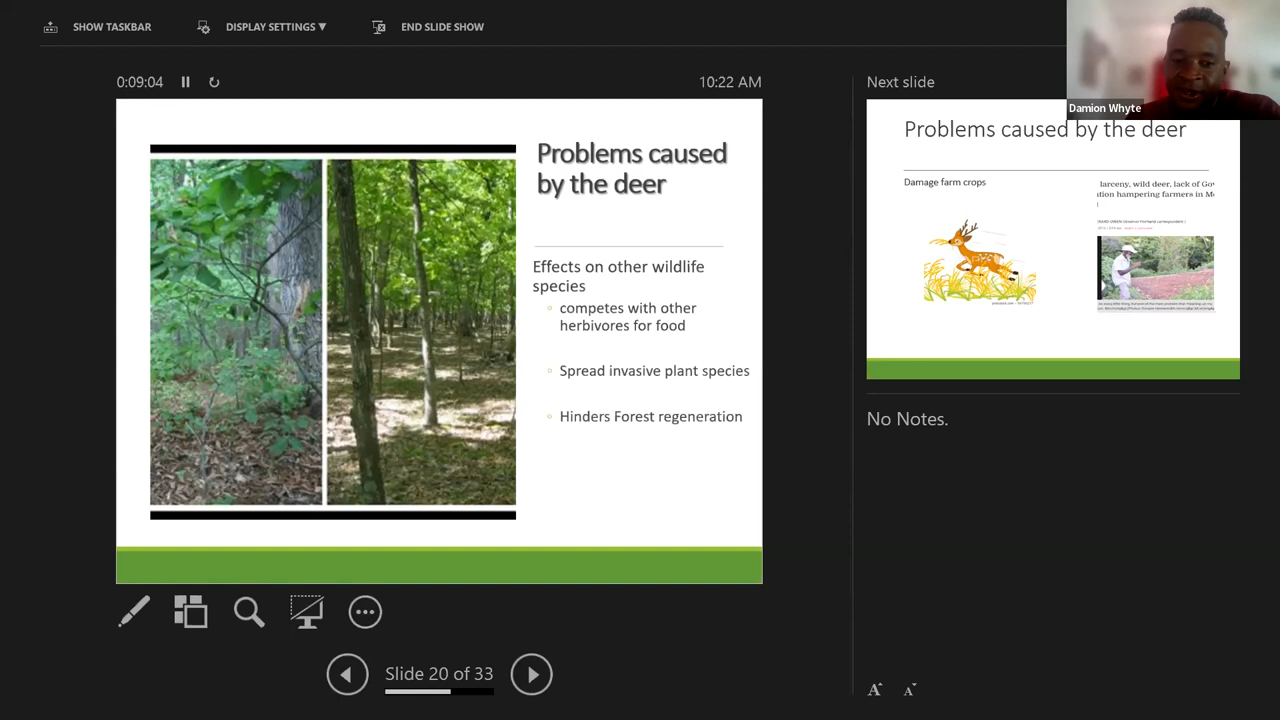 SHOW TASKBAR
DISPLAY SETTINGS ▼
END SLIDE SHOW
Damion Whyte
0:09:04
10:22 AM
Problems caused
by the deer
Effects on other wildlife
species
competes with other
herbivores for food
Spread invasive plant species
Hinders Forest regeneration
Slide 20 of 33
Next slide
Problems caused by the deer
Damage farm crops
larceny, wild deer, lack of Gov
tion hampering farmers in
No Notes.
A
A